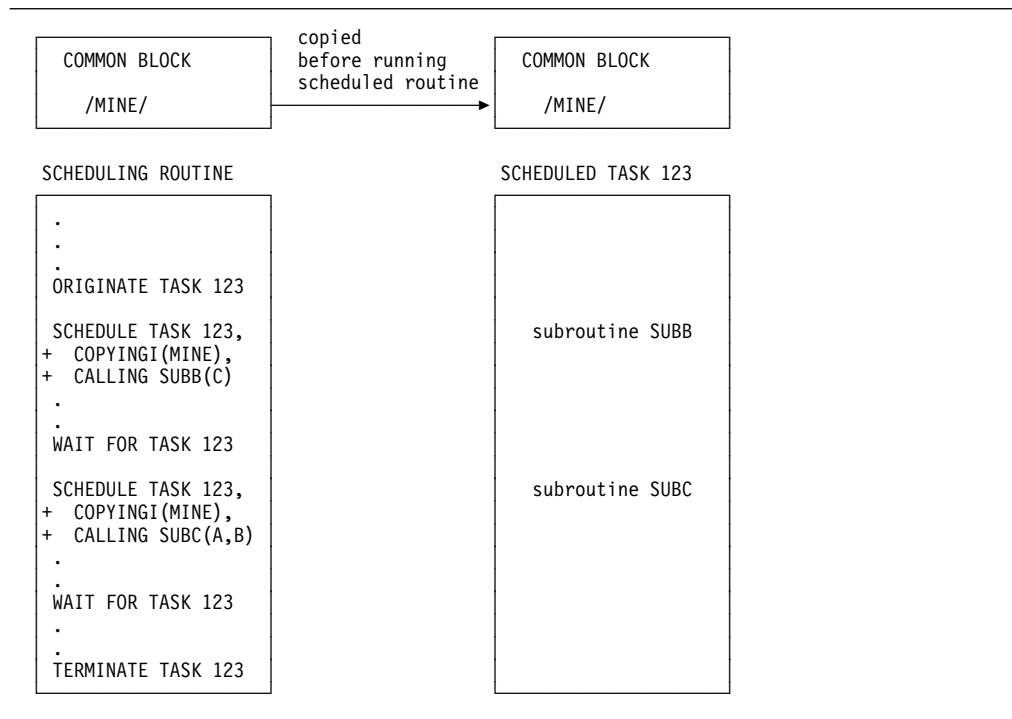 COMMON BLOCK
/MINE/
copied
before running
scheduled routine
COMMON BLOCK
/MINE/
SCHEDULING ROUTINE
.
.
.
ORIGINATE TASK 123
SCHEDULE TASK 123,
+ COPYINGI(MINE),
+ CALLING SUBB(C)
.
.
WAIT FOR TASK 123
SCHEDULE TASK 123,
+ COPYINGI(MINE),
+ CALLING SUBC(A,B)
.
.
WAIT FOR TASK 123
.
.
TERMINATE TASK 123
SCHEDULED TASK 123
subroutine SUBB
subroutine SUBC